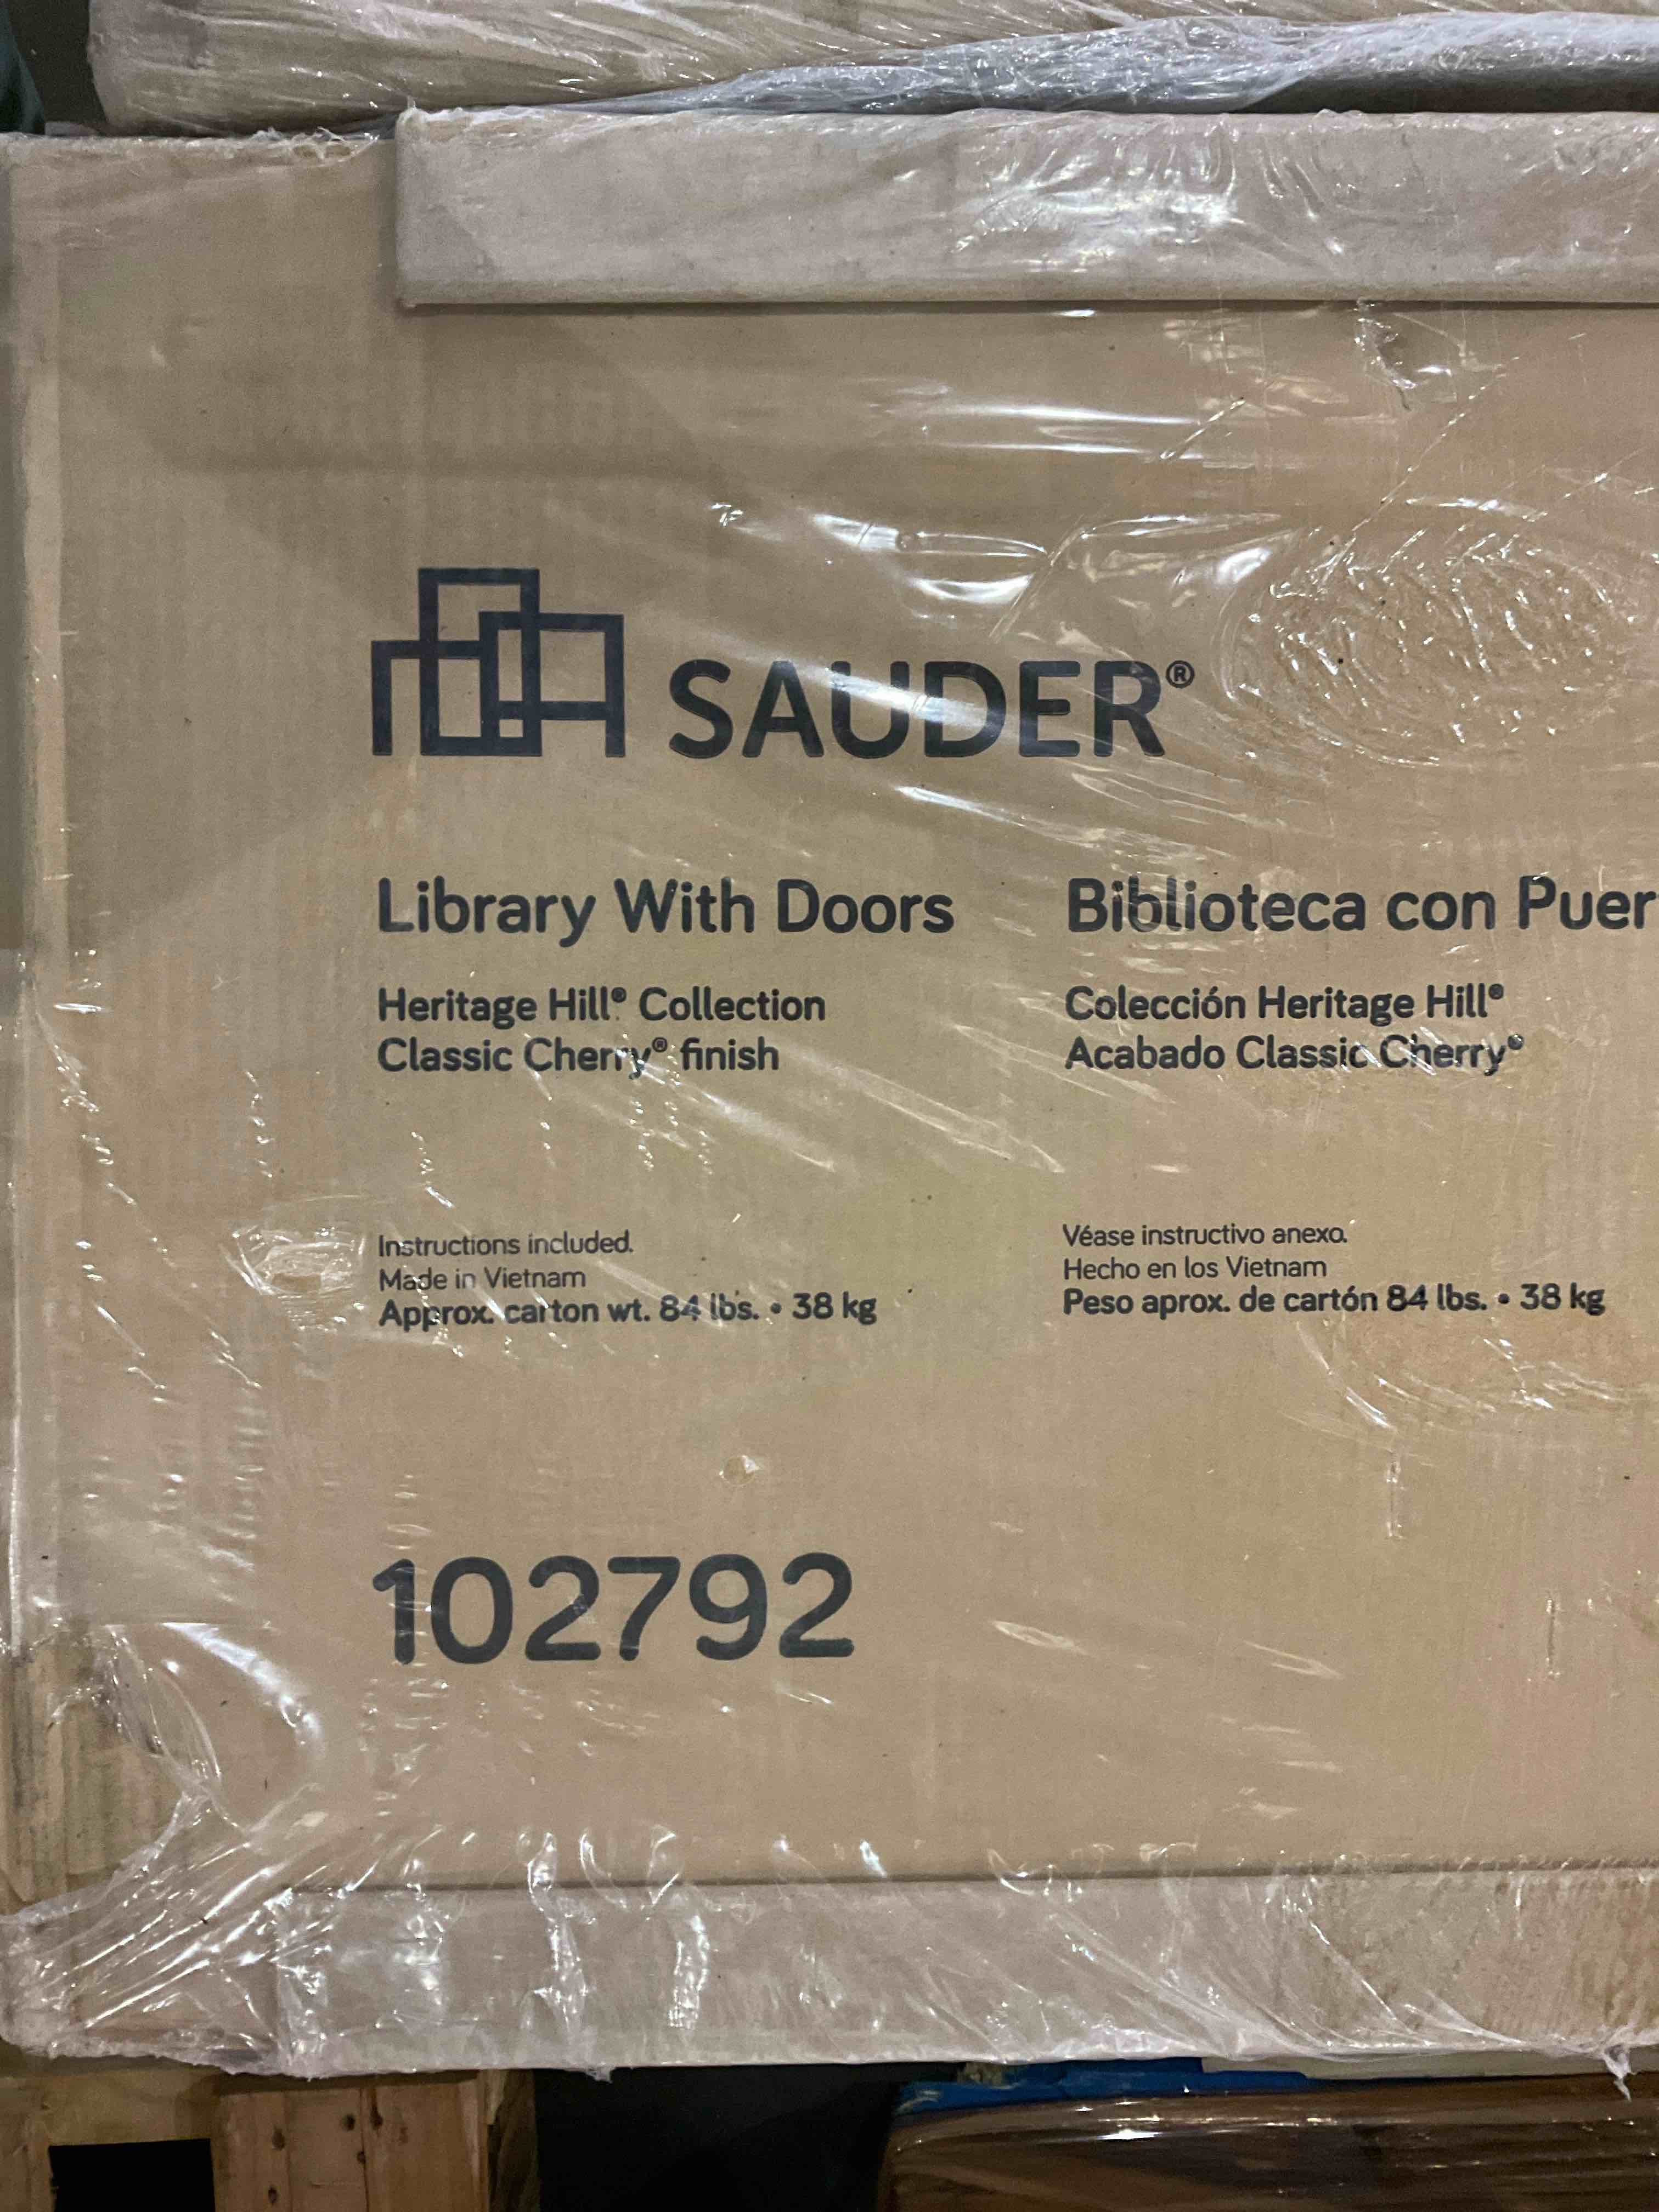 SAUDER®
Library With Doors
Heritage Hill® Collection
Classic Cherry® finish
Instructions included.
Made in Vietnam
Approx. carton wt. 84 lbs. • 38 kg
Biblioteca con Puer
Colección Heritage Hill®
Acabado Classic Cherry®
Véase instructivo anexo.
Hecho en los Vietnam
Peso aprox. de cartón 84 lbs. • 38 kg
102792